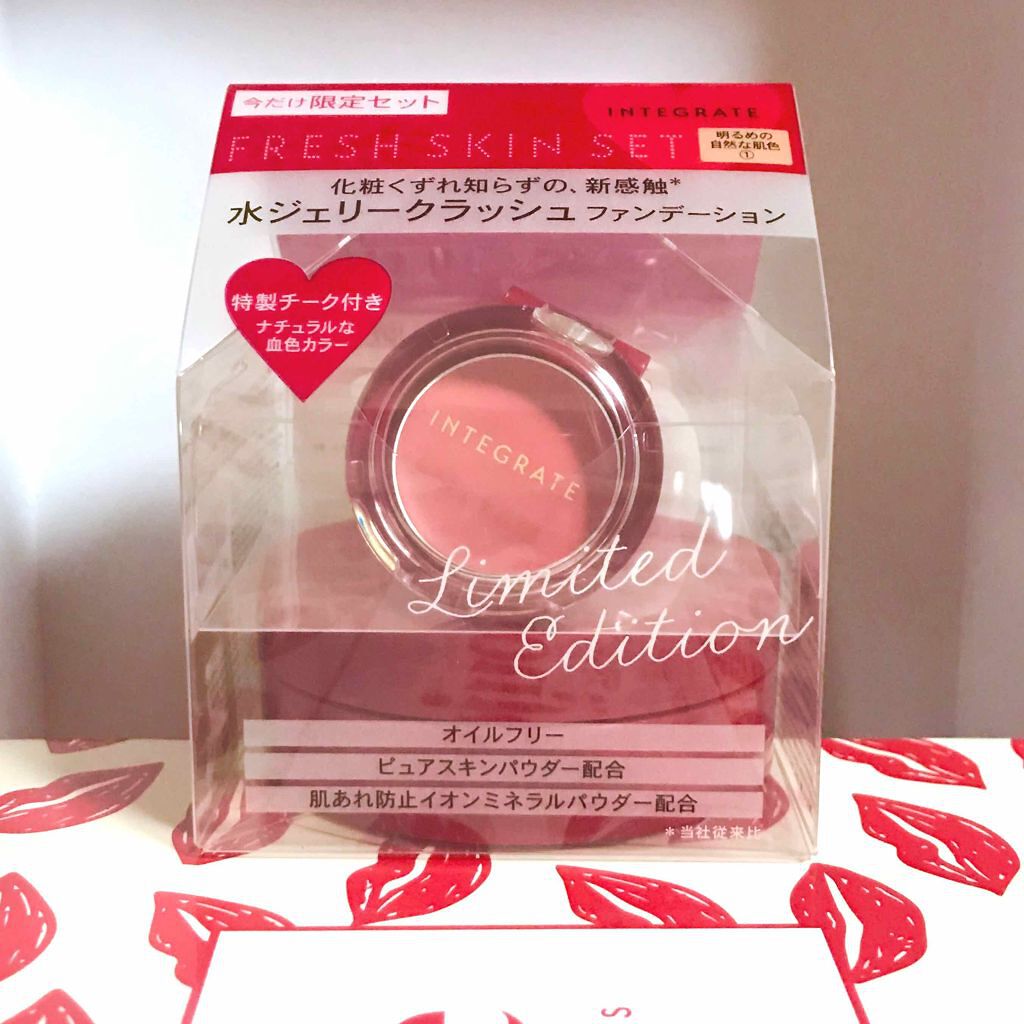 今だけ限定セット
INTEGRATE
FRESH SKIN SET
明るめの
自然な肌色
①
化粧くずれ知らずの、新感触*
水ジェリークラッシュ ファンデーション
特製チーク付き
ナチュラルな
血色カラー
INTEGRATE
Limited
Edition
オイルフリー
ピュアスキンパウダー配合
肌あれ防止イオンミネラルパウダー配合
*当社従来比
S